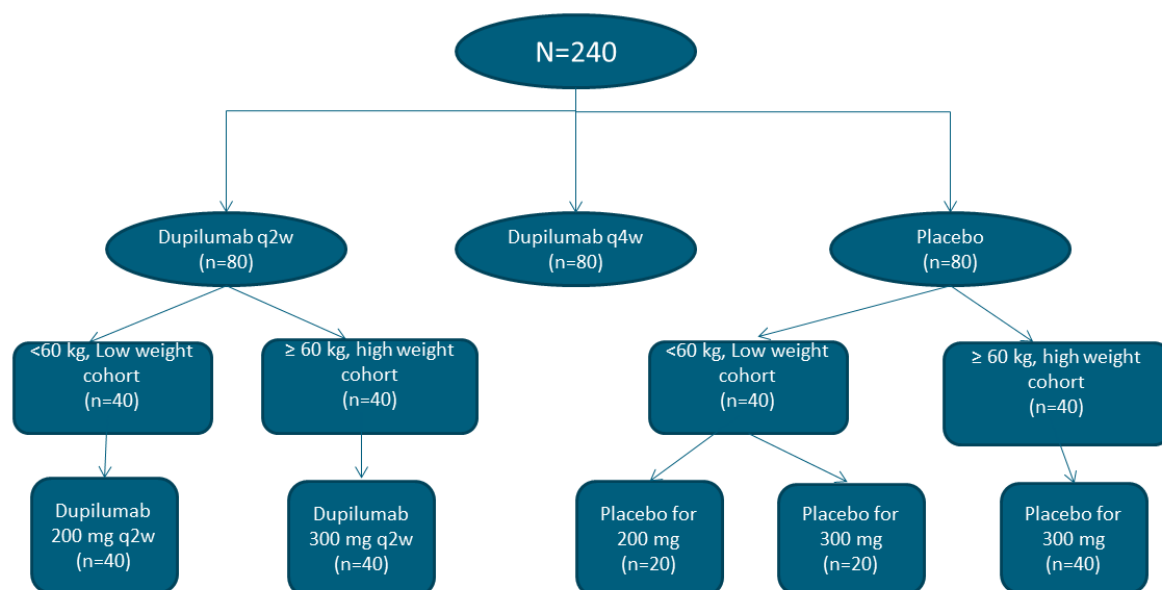 N=240
Dupilumab q2w
(n=80)
Dupilumab q4w
(n=80)
Placebo
(n=80)
<60 kg, Low weight
cohort
(n=40)
≥ 60 kg, high weight
cohort
(n=40)
<60 kg, Low weight
cohort
(n=40)
≥ 60 kg, high weight
cohort
(n=40)
Dupilumab
200 mg q2w
(n=40)
Dupilumab
300 mg q2w
(n=40)
Placebo for
200 mg
(n=20)
Placebo for
300 mg
(n=20)
Placebo for
300 mg
(n=40)